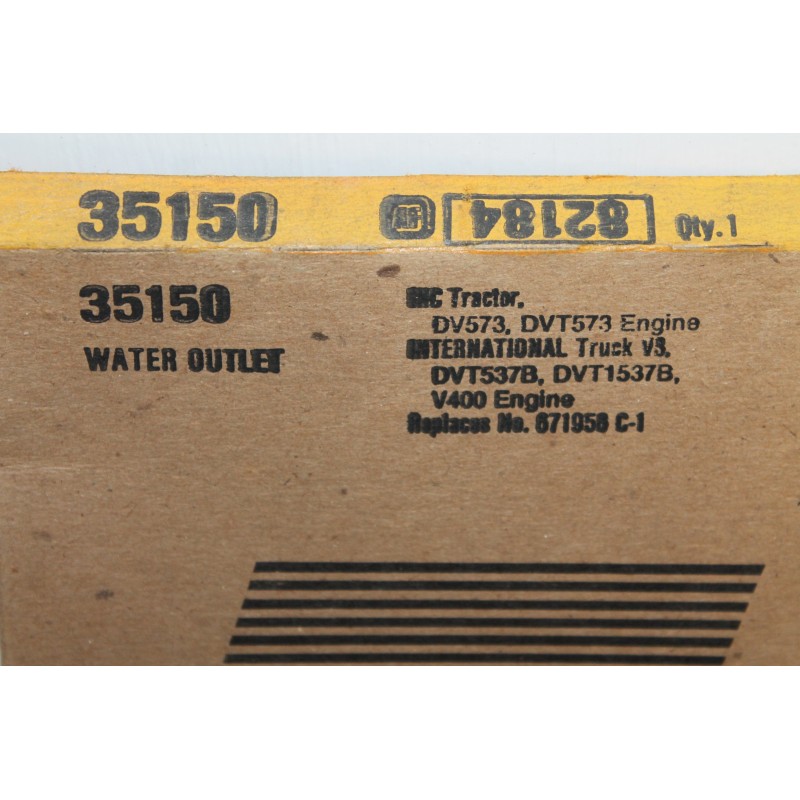 35150 82184 Qty. 1
35150
WATER OUTLET
IHC Tractor,
DV573, DVT573 Engine
INTERNATIONAL Truck V8,
DVT537B, DVT1537B,
V400 Engine
Replaces No. 671958 C-1